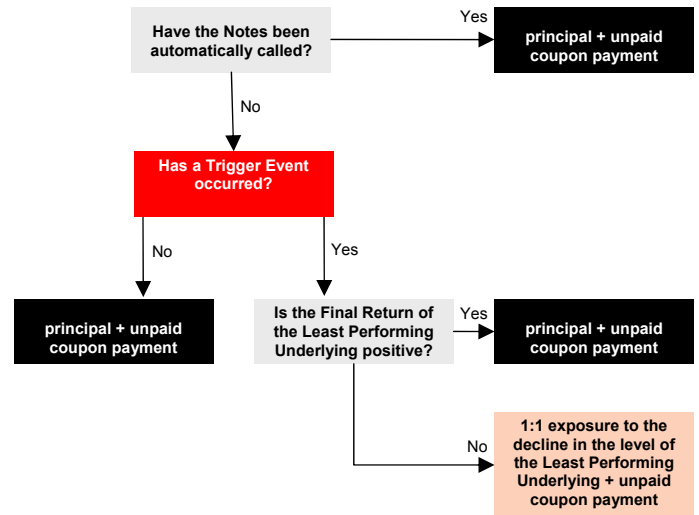 Have the Notes been
automatically called?
Yes
principal + unpaid
coupon payment
No
Has a Trigger Event
occurred?
No
Yes
principal + unpaid
coupon payment
Is the Final Return of
the Least Performing
Underlying positive?
Yes
principal + unpaid
coupon payment
No
1:1 exposure to the
decline in the level of
the Least Performing
Underlying + unpaid
coupon payment